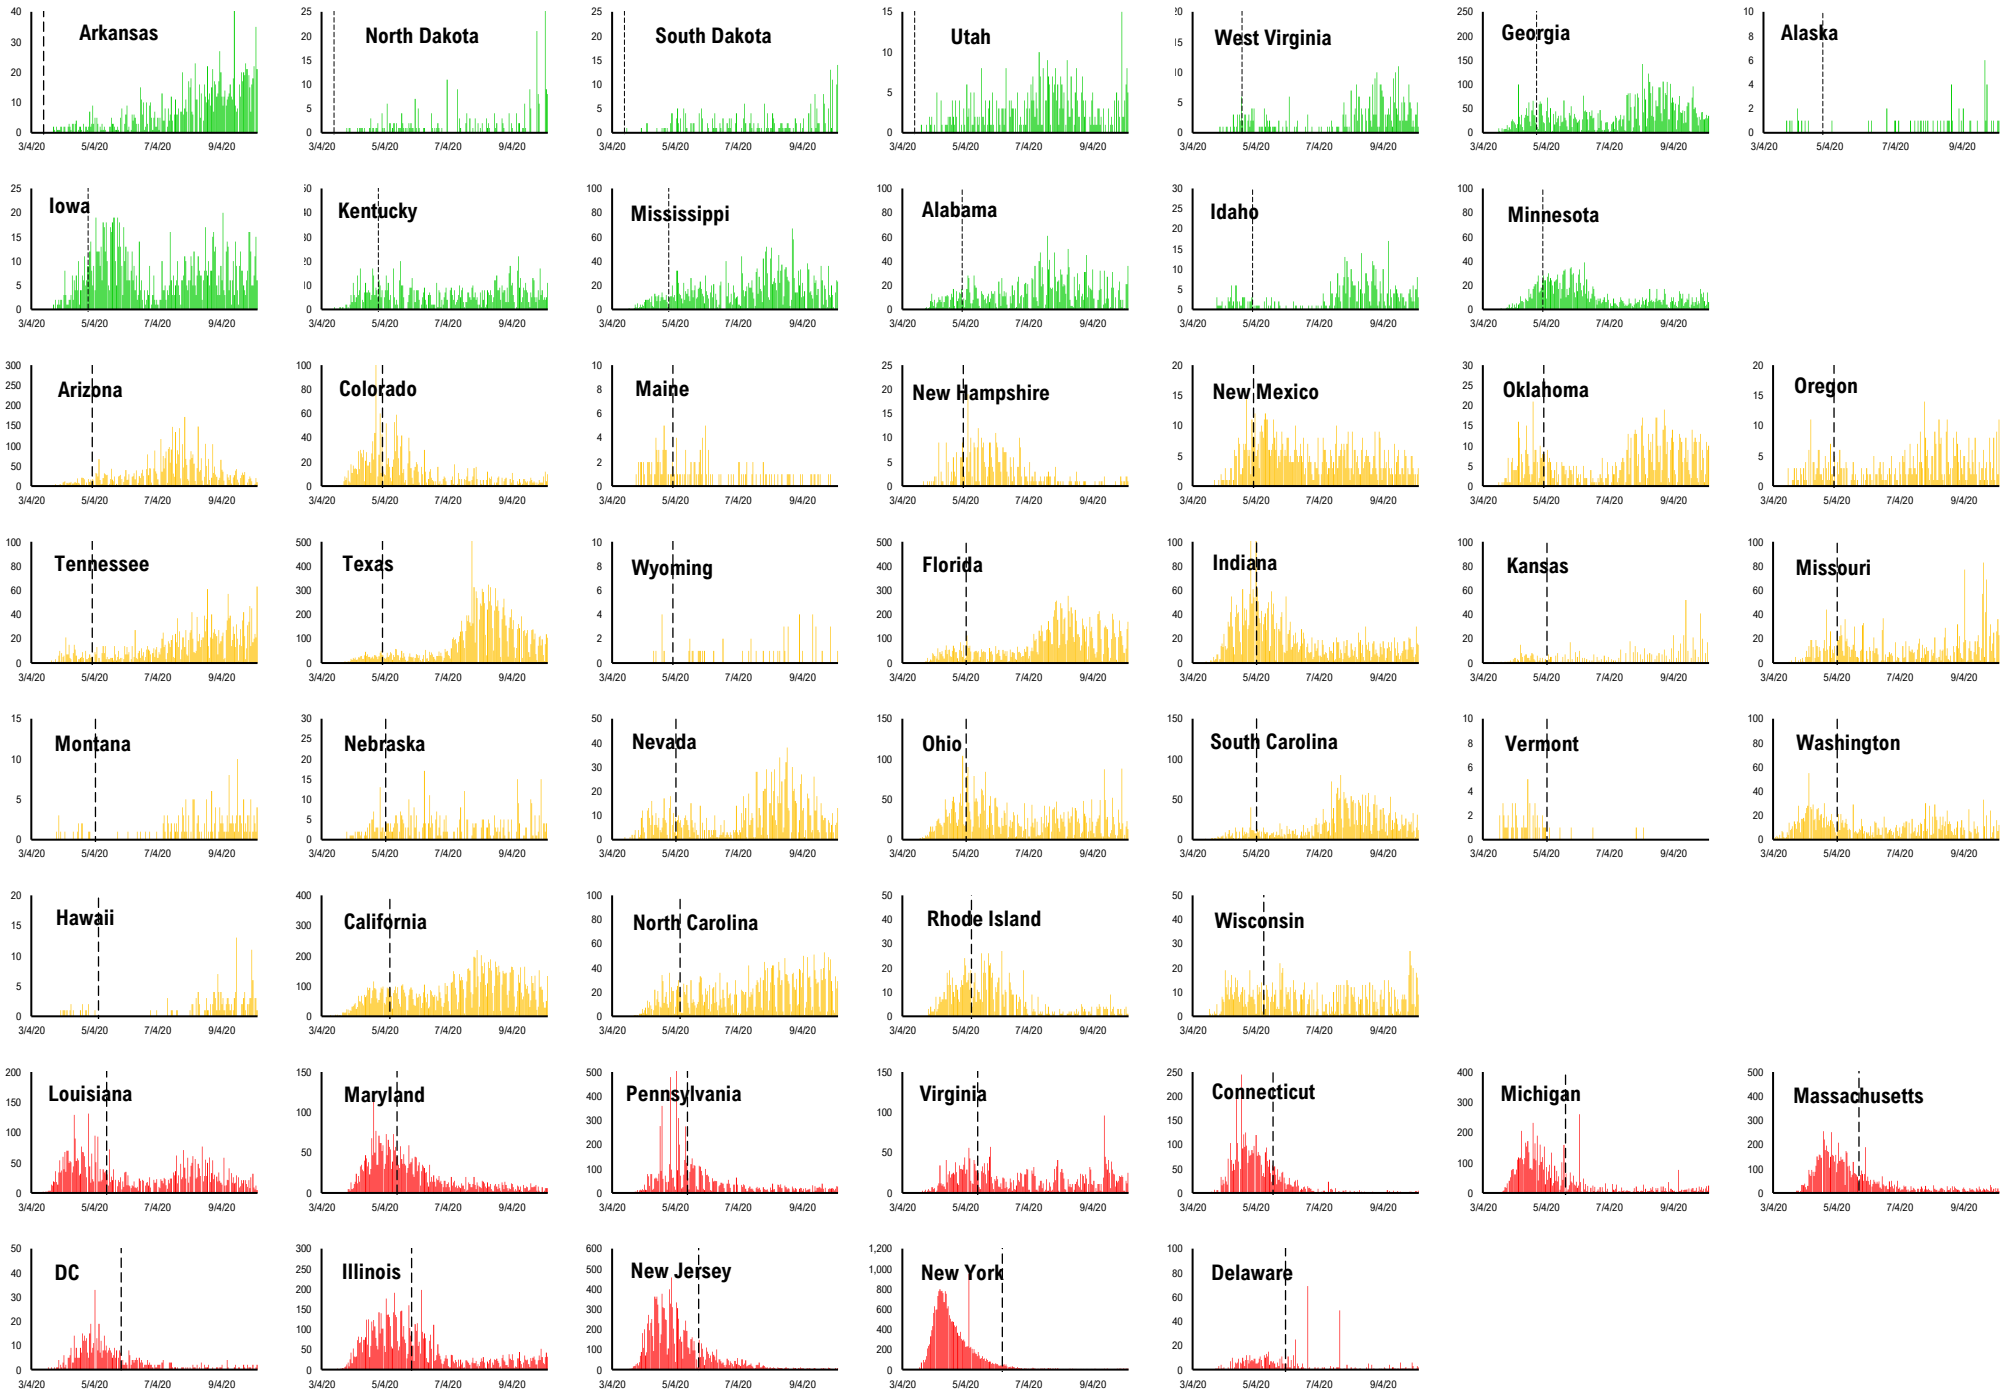 Arkansas
40 30 20 10 0
3/4/20 5/4/20 7/4/20 9/4/20
North Dakota
25 20 15 10 5 0
3/4/20 5/4/20 7/4/20 9/4/20
South Dakota
25 20 15 10 5 0
3/4/20 5/4/20 7/4/20 9/4/20
Utah
15 10 5 0
3/4/20 5/4/20 7/4/20 9/4/20
West Virginia
15 10 5 0
3/4/20 5/4/20 7/4/20 9/4/20
Georgia
250 200 150 100 50 0
3/4/20 5/4/20 7/4/20 9/4/20
Alaska
10 8 6 4 2 0
3/4/20 5/4/20 7/4/20 9/4/20
Iowa
25 20 15 10 5 0
3/4/20 5/4/20 7/4/20 9/4/20
Kentucky
40 20 10 0
3/4/20 5/4/20 7/4/20 9/4/20
Mississippi
100 80 60 40 20 0
3/4/20 5/4/20 7/4/20 9/4/20
Alabama
100 80 60 40 20 0
3/4/20 5/4/20 7/4/20 9/4/20
Idaho
30 25 20 15 10 5 0
3/4/20 5/4/20 7/4/20 9/4/20
Minnesota
100 80 60 40 20 0
3/4/20 5/4/20 7/4/20 9/4/20
Arizona
300 250 200 150 100 50 0
3/4/20 5/4/20 7/4/20 9/4/20
Colorado
100 80 60 40 20 0
3/4/20 5/4/20 7/4/20 9/4/20
Maine
10 8 6 4 2 0
3/4/20 5/4/20 7/4/20 9/4/20
New Hampshire
25 20 15 10 5 0
3/4/20 5/4/20 7/4/20 9/4/20
New Mexico
20 15 10 5 0
3/4/20 5/4/20 7/4/20 9/4/20
Oklahoma
30 25 20 15 10 5 0
3/4/20 5/4/20 7/4/20 9/4/20
Oregon
20 15 10 5 0
3/4/20 5/4/20 7/4/20 9/4/20
Tennessee
100 80 60 40 20 0
3/4/20 5/4/20 7/4/20 9/4/20
Texas
500 400 300 200 100 0
3/4/20 5/4/20 7/4/20 9/4/20
Wyoming
10 8 6 4 2 0
3/4/20 5/4/20 7/4/20 9/4/20
Florida
500 400 300 200 100 0
3/4/20 5/4/20 7/4/20 9/4/20
Indiana
100 80 60 40 20 0
3/4/20 5/4/20 7/4/20 9/4/20
Kansas
100 80 60 40 20 0
3/4/20 5/4/20 7/4/20 9/4/20
Missouri
100 80 60 40 20 0
3/4/20 5/4/20 7/4/20 9/4/20
Montana
15 10 5 0
3/4/20 5/4/20 7/4/20 9/4/20
Nebraska
30 25 20 15 10 5 0
3/4/20 5/4/20 7/4/20 9/4/20
Nevada
50 40 30 20 10 0
3/4/20 5/4/20 7/4/20 9/4/20
Ohio
150 100 50 0
3/4/20 5/4/20 7/4/20 9/4/20
South Carolina
150 100 50 0
3/4/20 5/4/20 7/4/20 9/4/20
Vermont
10 8 6 4 2 0
3/4/20 5/4/20 7/4/20 9/4/20
Washington
100 80 60 40 20 0
3/4/20 5/4/20 7/4/20 9/4/20
Hawaii
20 15 10 5 0
3/4/20 5/4/20 7/4/20 9/4/20
California
400 300 200 100 0
3/4/20 5/4/20 7/4/20 9/4/20
North Carolina
100 80 60 40 20 0
3/4/20 5/4/20 7/4/20 9/4/20
Rhode Island
50 40 30 20 10 0
3/4/20 5/4/20 7/4/20 9/4/20
Wisconsin
50 40 30 20 10 0
3/4/20 5/4/20 7/4/20 9/4/20
Louisiana
200 150 100 50 0
3/4/20 5/4/20 7/4/20 9/4/20
Maryland
150 100 50 0
3/4/20 5/4/20 7/4/20 9/4/20
Pennsylvania
500 400 300 200 100 0
3/4/20 5/4/20 7/4/20 9/4/20
Virginia
150 100 50 0
3/4/20 5/4/20 7/4/20 9/4/20
Connecticut
250 200 150 100 50 0
3/4/20 5/4/20 7/4/20 9/4/20
Michigan
400 300 200 100 0
3/4/20 5/4/20 7/4/20 9/4/20
Massachusetts
500 400 300 200 100 0
3/4/20 5/4/20 7/4/20 9/4/20
DC
50 40 30 20 10 0
3/4/20 5/4/20 7/4/20 9/4/20
Illinois
300 250 200 150 100 50 0
3/4/20 5/4/20 7/4/20 9/4/20
New Jersey
600 500 400 300 200 100 0
3/4/20 5/4/20 7/4/20 9/4/20
New York
1,200 1,000 800 600 400 200 0
3/4/20 5/4/20 7/4/20 9/4/20
Delaware
100 80 60 40 20 0
3/4/20 5/4/20 7/4/20 9/4/20